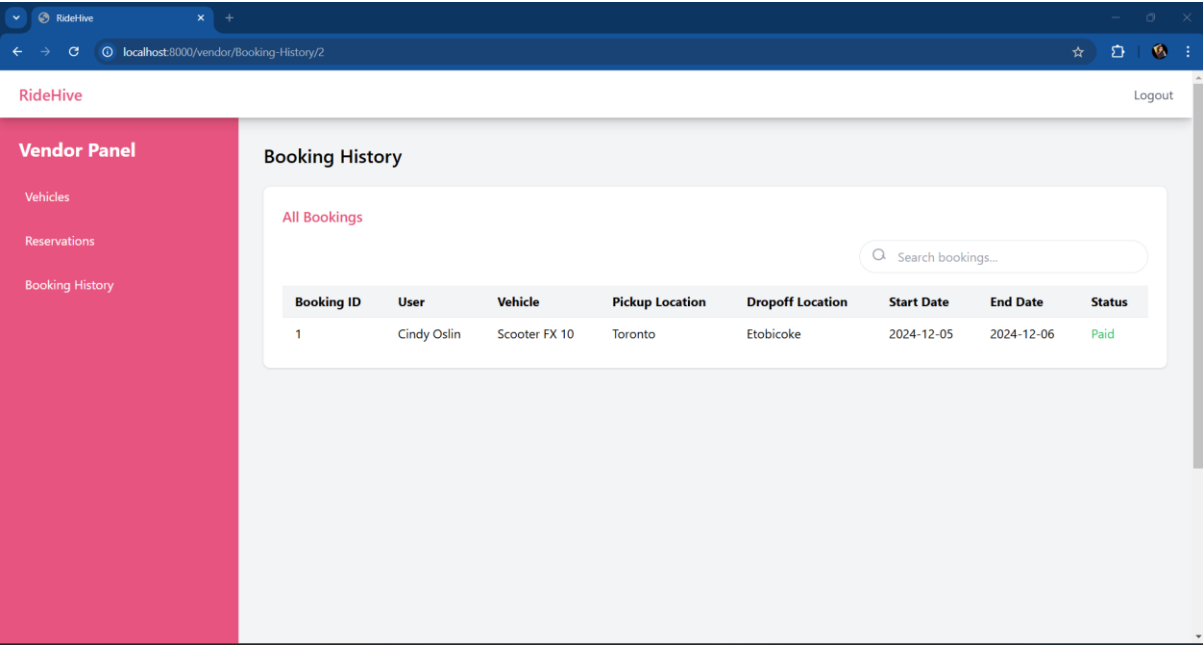 RideHive
localhost:8000/vendor/Booking-History/2
RideHive Logout
Vendor Panel
Vehicles
Reservations
Booking History
Booking History
All Bookings
Search bookings...
Booking ID User Vehicle Pickup Location Dropoff Location Start Date End Date Status
1 Cindy Oslin Scooter FX 10 Toronto Etobicoke 2024-12-05 2024-12-06 Paid